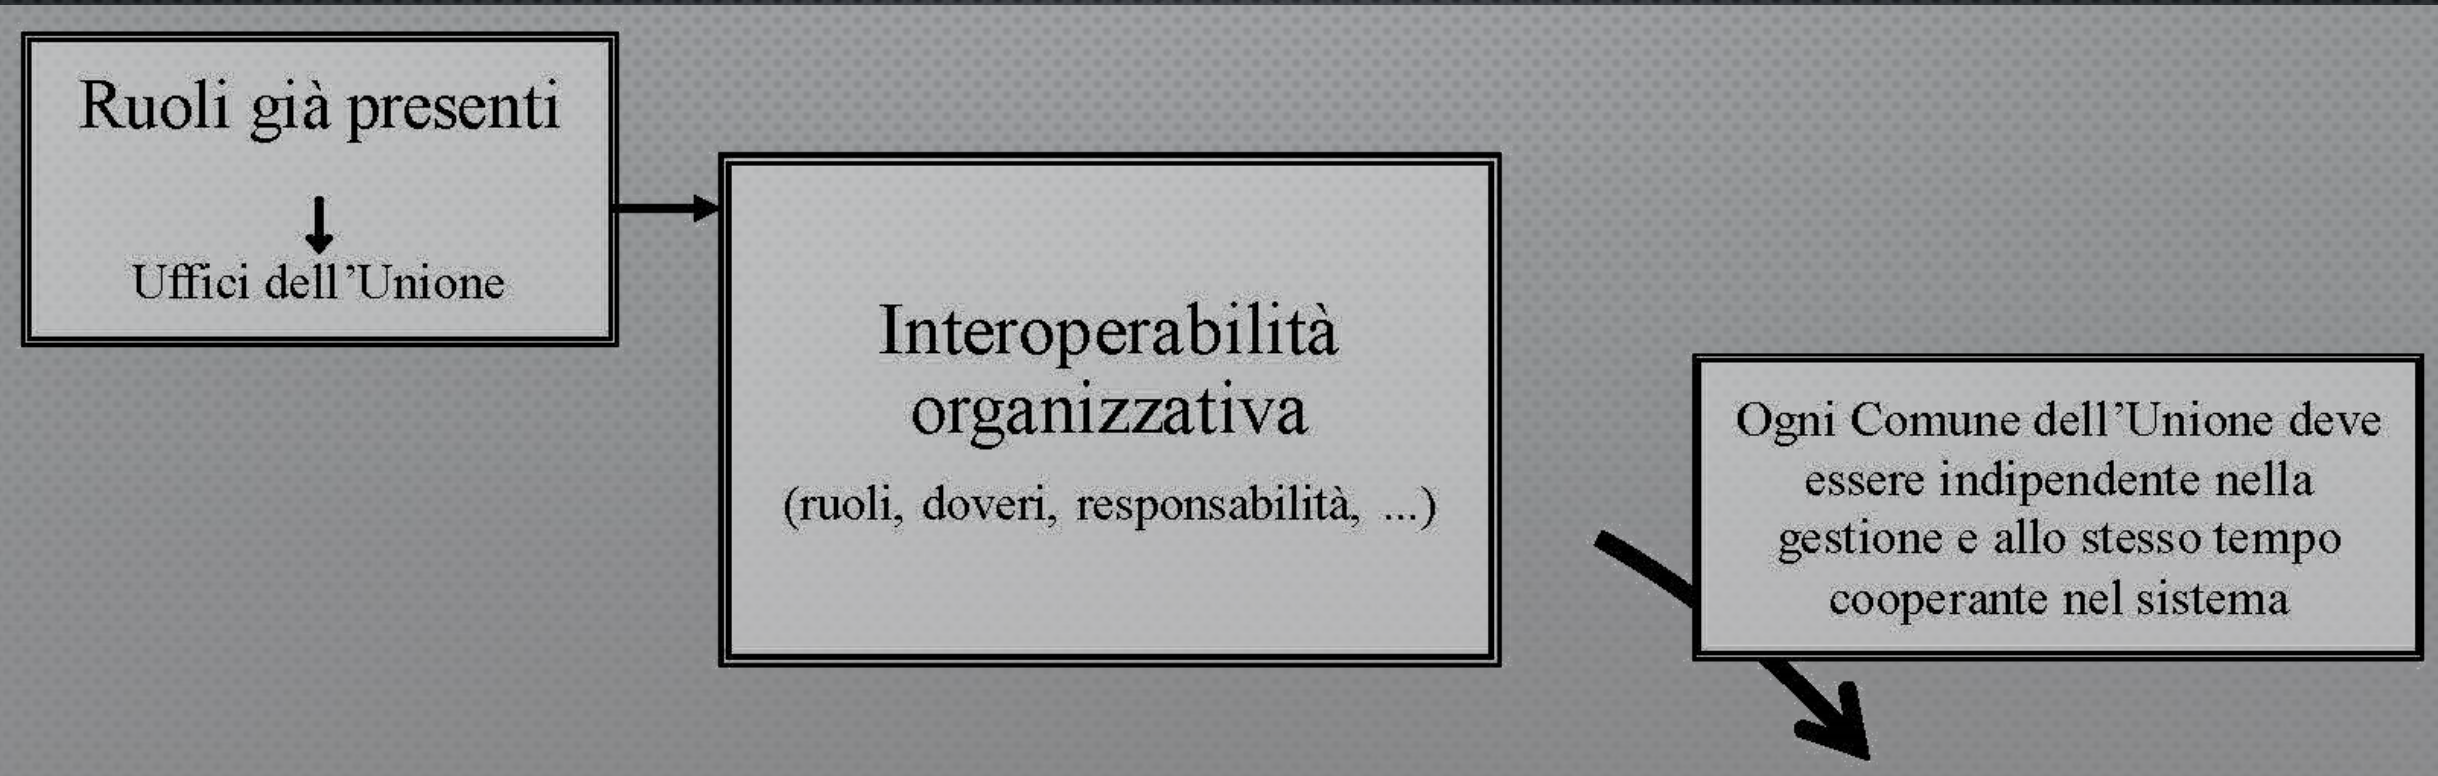 Ruoli già presenti
Uffici dell’Unione
Interoperabilità
organizzativa
(ruoli, doveri, responsabilità, ...)
Ogni Comune dell’Unione deve
essere indipendente nella
gestione e allo stesso tempo
cooperante nel sistema